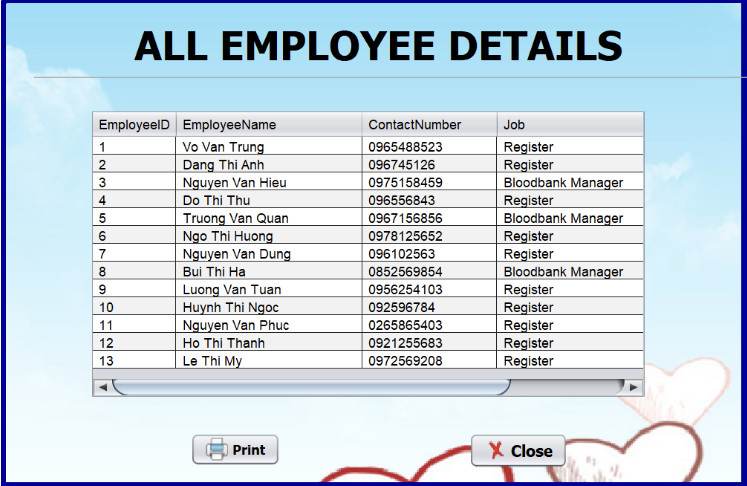 ALL EMPLOYEE DETAILS
EmployeeID EmployeeName ContactNumber Job
1 Vo Van Trung 0965488523 Register
2 Dang Thi Anh 096745126 Register
3 Nguyen Van Hieu 0975158459 Bloodbank Manager
4 Do Thi Thu 096556843 Register
5 Truong Van Quan 0967156856 Bloodbank Manager
6 Ngo Thi Huong 0978125652 Register
7 Nguyen Van Dung 096102563 Register
8 Bui Thi Ha 0852569854 Bloodbank Manager
9 Luong Van Tuan 0956254103 Register
10 Huynh Thi Ngoc 092596784 Register
11 Nguyen Van Phuc 0265865403 Register
12 Ho Thi Thanh 0921255683 Register
13 Le Thi My 0972569208 Register
Print Close